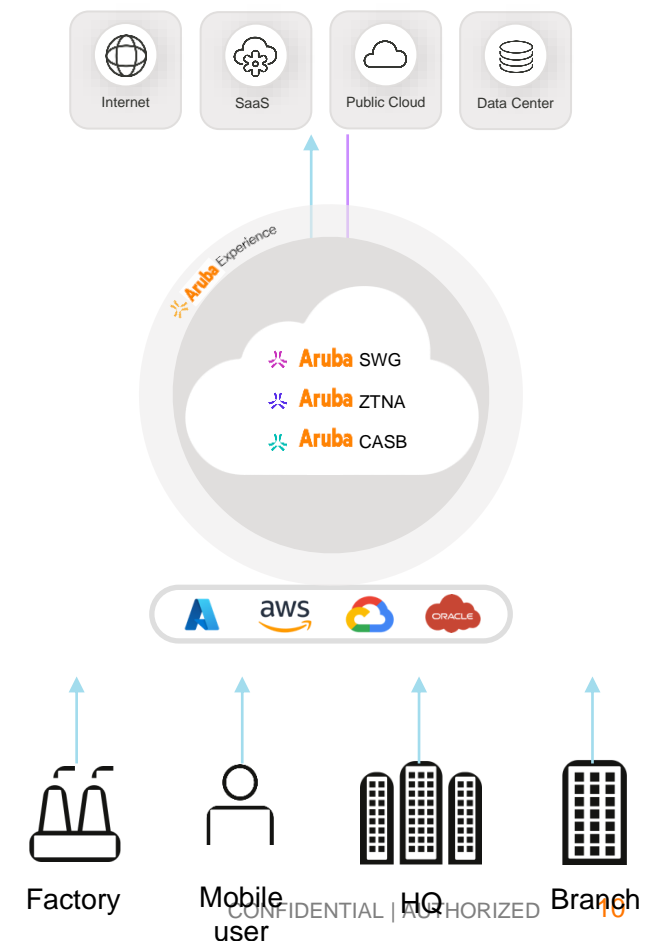 Internet
SaaS
Public Cloud
Data Center
Aruba Experience
Aruba SWG
Aruba ZTNA
Aruba CASB
aws
ORACLE
Factory
Mobile
user
HQ
Branch
CONFIDENTIAL | AUTHORIZED
10